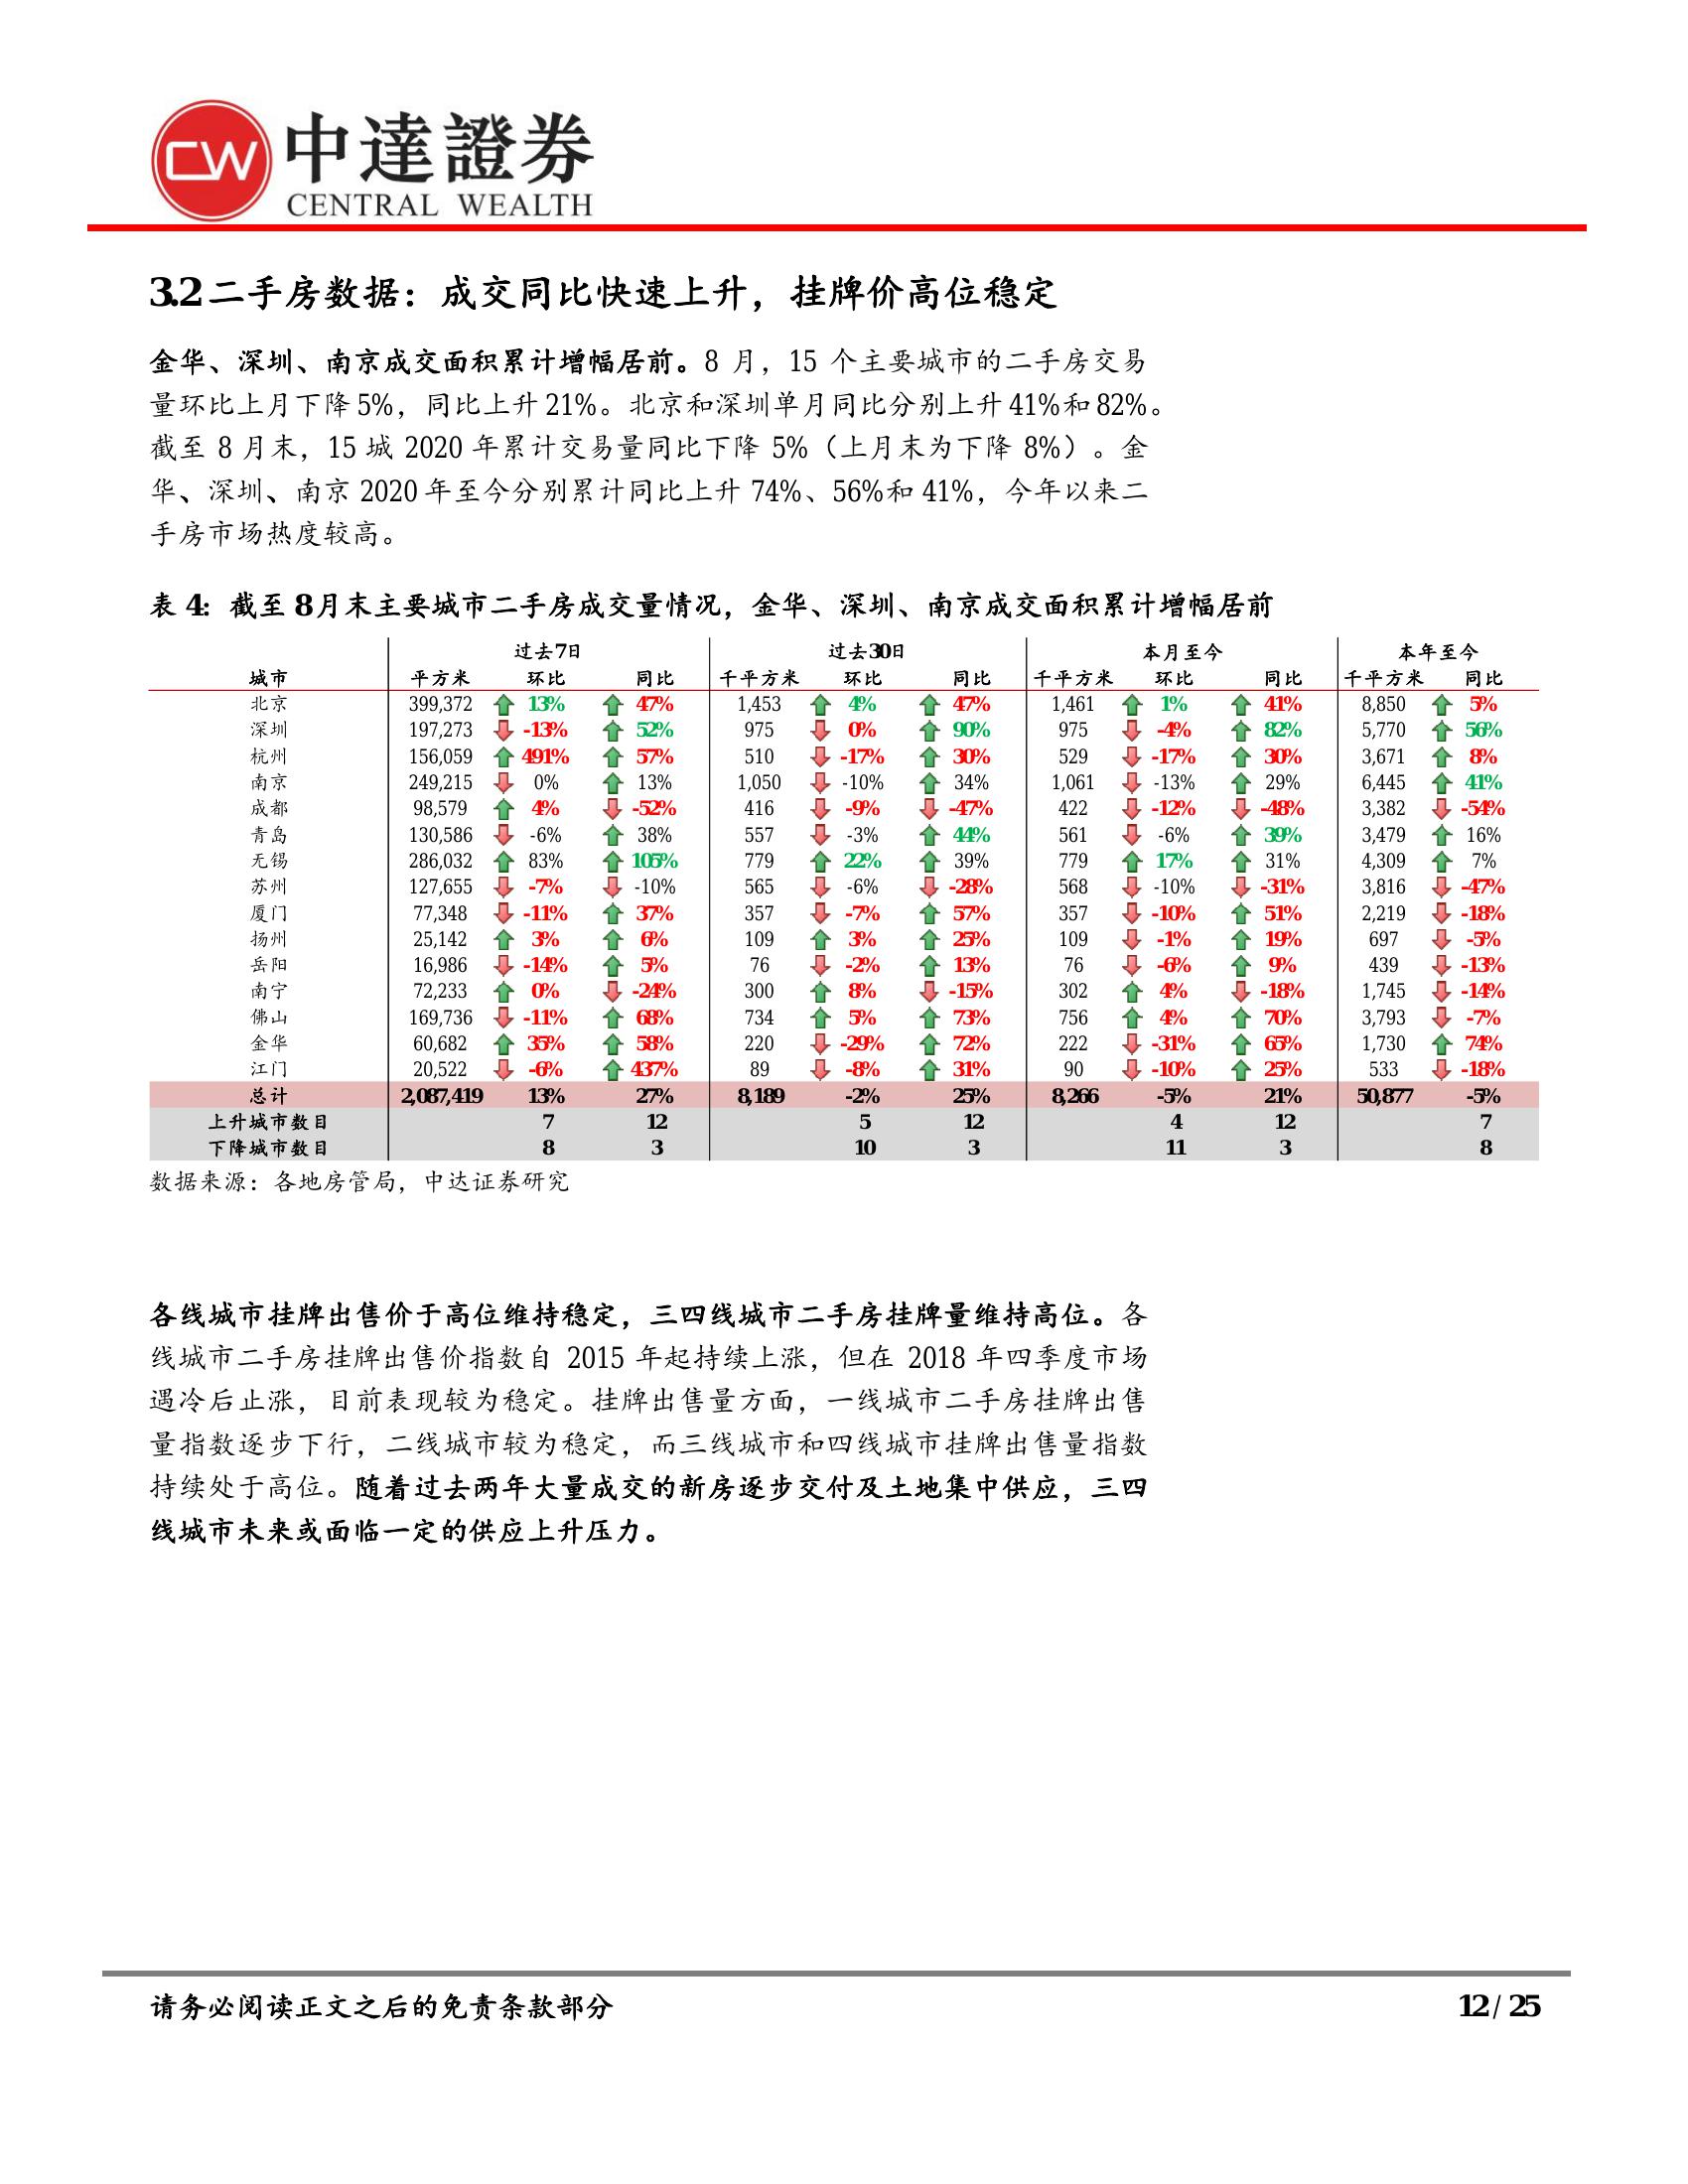 CW 中達證券
CENTRAL WEALTH
3.2 二手房数据：成交同比快速上升，挂牌价高位稳定
金华、深圳、南京成交面积累计增幅居前。8 月，15 个主要城市的二手房交易
量环比上月下降 5%，同比上升 21%。北京和深圳单月同比分别上升 41%和 82%。
截至 8 月末，15 城 2020 年累计交易量同比下降 5%（上月末为下降 8%）。金
华、深圳、南京 2020 年至今分别累计同比上升 74%、56%和 41%，今年以来二
手房市场热度较高。
表 4: 截至 8月末主要城市二手房成交量情况，金华、深圳、南京成交面积累计增幅居前
过去7日 过去30日 本月至今 本年至今
城市 平方米 环比 同比 千平方米 环比 同比 千平方米 环比 同比 千平方米 同比
北京 399,372 13% 47% 1,453 4% 47% 1,461 1% 41% 8,850 5%
深圳 197,273 -13% 52% 975 0% 90% 975 -4% 82% 5,770 56%
杭州 156,059 491% 57% 510 -17% 30% 529 -17% 30% 3,671 8%
南京 249,215 0% 13% 1,050 -10% 34% 1,061 -13% 29% 6,445 41%
成都 98,579 4% -52% 416 -9% -47% 422 -12% -48% 3,382 -54%
青岛 130,586 -6% 38% 557 -3% 44% 561 -6% 39% 3,479 16%
无锡 286,032 83% 105% 779 22% 39% 779 17% 31% 4,309 7%
苏州 127,655 -7% -10% 565 -6% -28% 568 -10% -31% 3,816 -47%
厦门 77,348 -11% 37% 357 -7% 57% 357 -10% 51% 2,219 -18%
扬州 25,142 3% 6% 109 3% 25% 109 -1% 19% 697 -5%
岳阳 16,986 -14% 5% 76 -2% 13% 76 -6% 9% 439 -13%
南宁 72,233 0% -24% 300 8% -15% 302 4% -18% 1,745 -14%
佛山 169,736 -11% 68% 734 5% 73% 756 4% 70% 3,793 -7%
金华 60,682 35% 58% 220 -29% 72% 222 -31% 65% 1,730 74%
江门 20,522 -6% 437% 89 -8% 31% 90 -10% 25% 533 -18%
总计 2,087,419 13% 27% 8,189 -2% 25% 8,266 -5% 21% 50,877 -5%
上升城市数目 7 12 5 12 4 12 7
下降城市数目 8 3 10 3 11 3 8
数据来源：各地房管局，中达证券研究
各线城市挂牌出售价于高位维持稳定，三四线城市二手房挂牌量维持高位。各
线城市二手房挂牌出售价指数自 2015 年起持续上涨，但在 2018 年四季度市场
遇冷后止涨，目前表现较为稳定。挂牌出售量方面，一线城市二手房挂牌出售
量指数逐步下行，二线城市较为稳定，而三线城市和四线城市挂牌出售量指数
持续处于高位。随着过去两年大量成交的新房逐步交付及土地集中供应，三四
线城市未来或面临一定的供应上升压力。
请务必阅读正文之后的免责条款部分 12 / 25